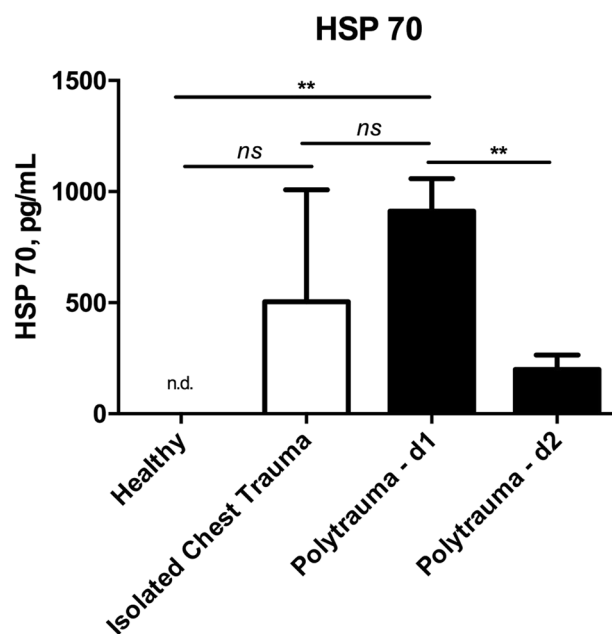 HSP 70
HSP 70, pg/mL
1500
1000
500
0
**
ns
ns
**
n.d.
Healthy
Isolated Chest Trauma
Polytrauma - d1
Polytrauma - d2